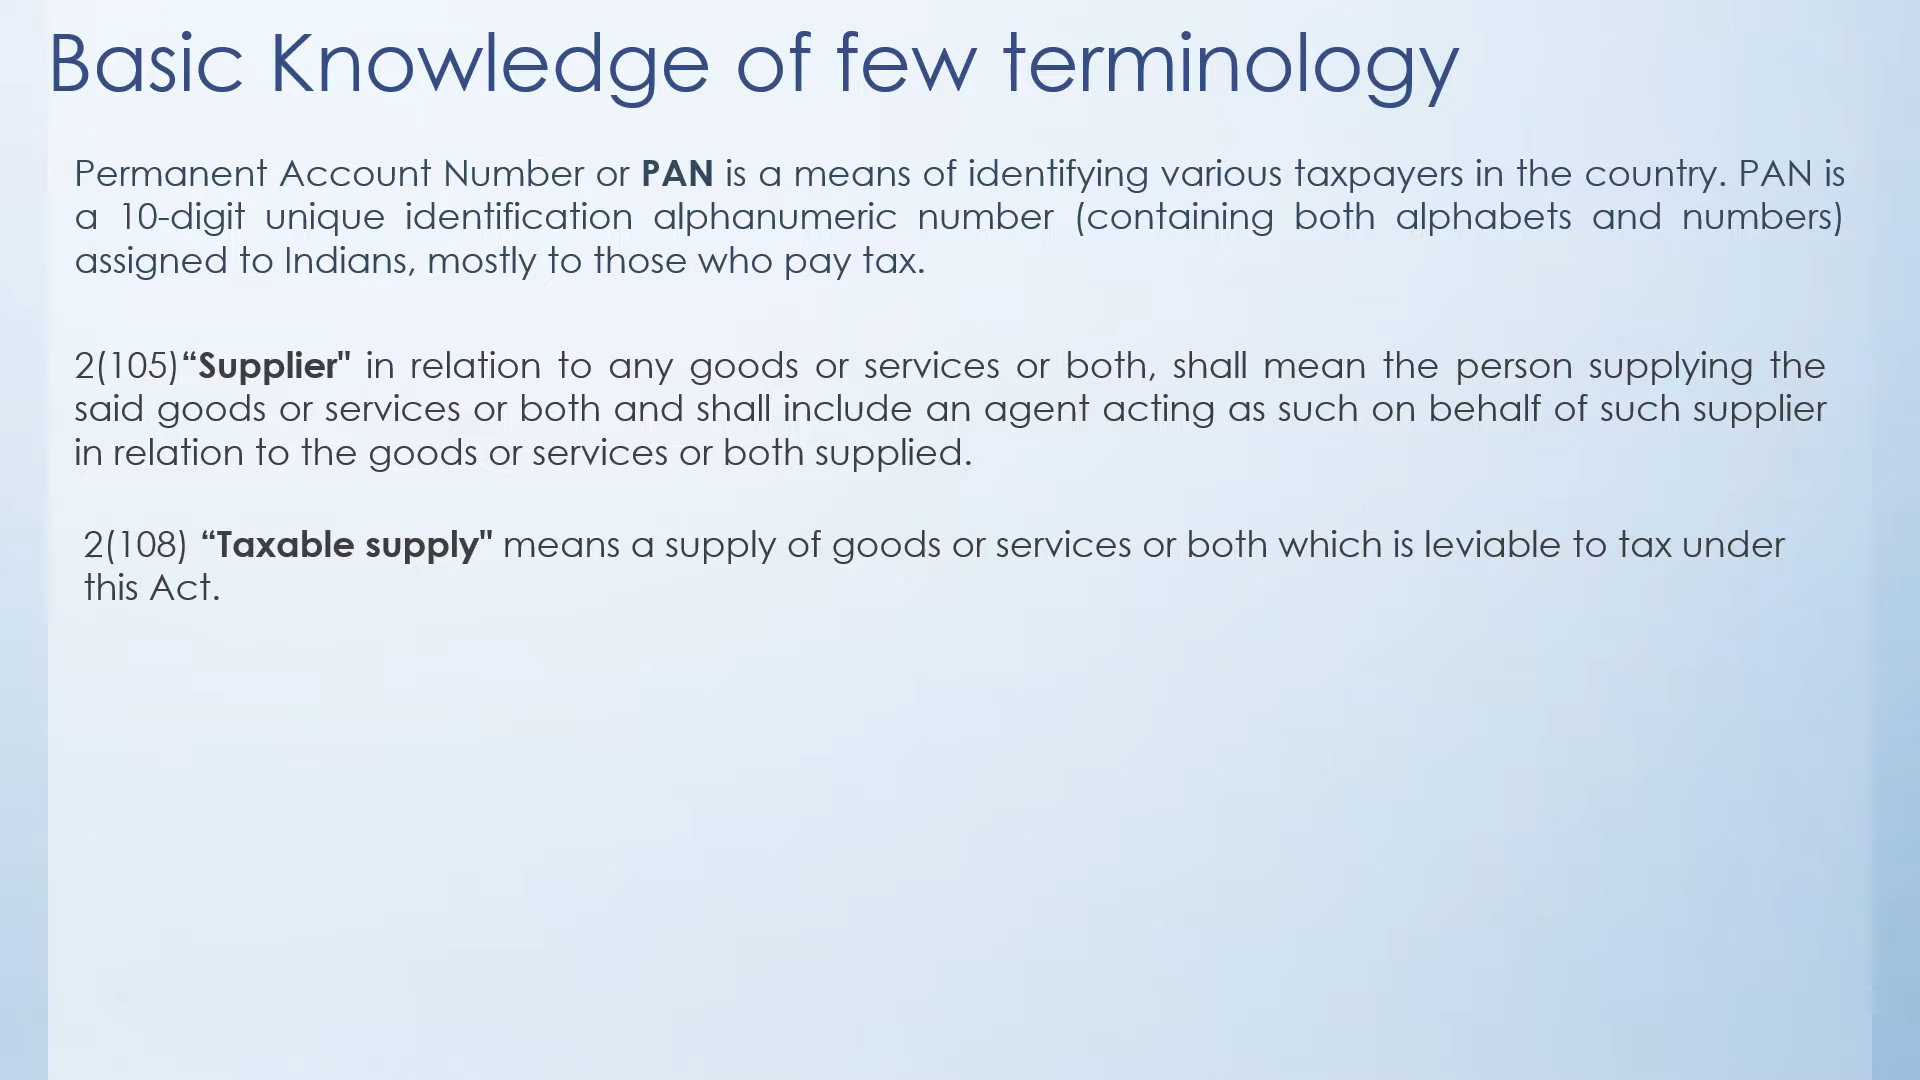 Basic Knowledge of few terminology
Permanent Account Number or PAN is a means of identifying various taxpayers in the country. PAN is
a 10-digit unique identification alphanumeric number (containing both alphabets and numbers)
assigned to Indians, mostly to those who pay tax.
2(105)“Supplier" in relation to any goods or services or both, shall mean the person supplying the
said goods or services or both and shall include an agent acting as such on behalf of such supplier
in relation to the goods or services or both supplied.
2(108) “Taxable supply" means a supply of goods or services or both which is leviable to tax under
this Act.